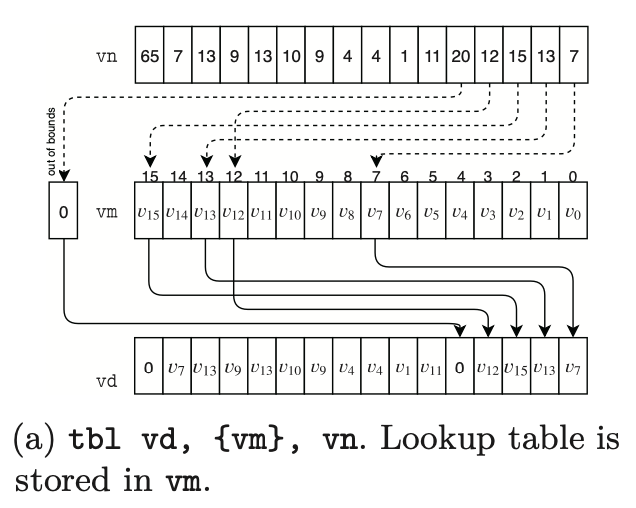 vn 65 7 13 9 13 10 9 4 4 1 11 20 12 15 13 7
out of bounds
15 14 13 12 11 10 9 8 7 6 5 4 3 2 1 0
0 vm v15 v14 v13 v12 v11 v10 v9 v8 v7 v6 v5 v4 v3 v2 v1 v0
vd 0 v7 v13 v9 v13 v10 v9 v4 v4 v1 v11 0 v12 v15 v13 v7
(a) tbl vd, {vm}, vn. Lookup table is
stored in vm.